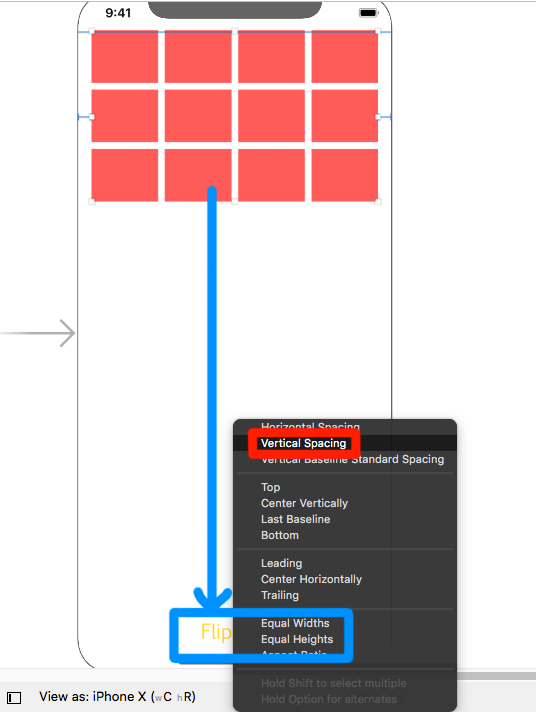 9:41
Horizontal Spacing
Vertical Spacing
Vertical Baseline Standard Spacing
Top
Center Vertically
Last Baseline
Bottom
Leading
Center Horizontally
Trailing
Flip
Equal Widths
Equal Heights
Aspect Ratio
Hold Shift to select multiple
Hold Option for alternates
View as: iPhone X (wC hR)